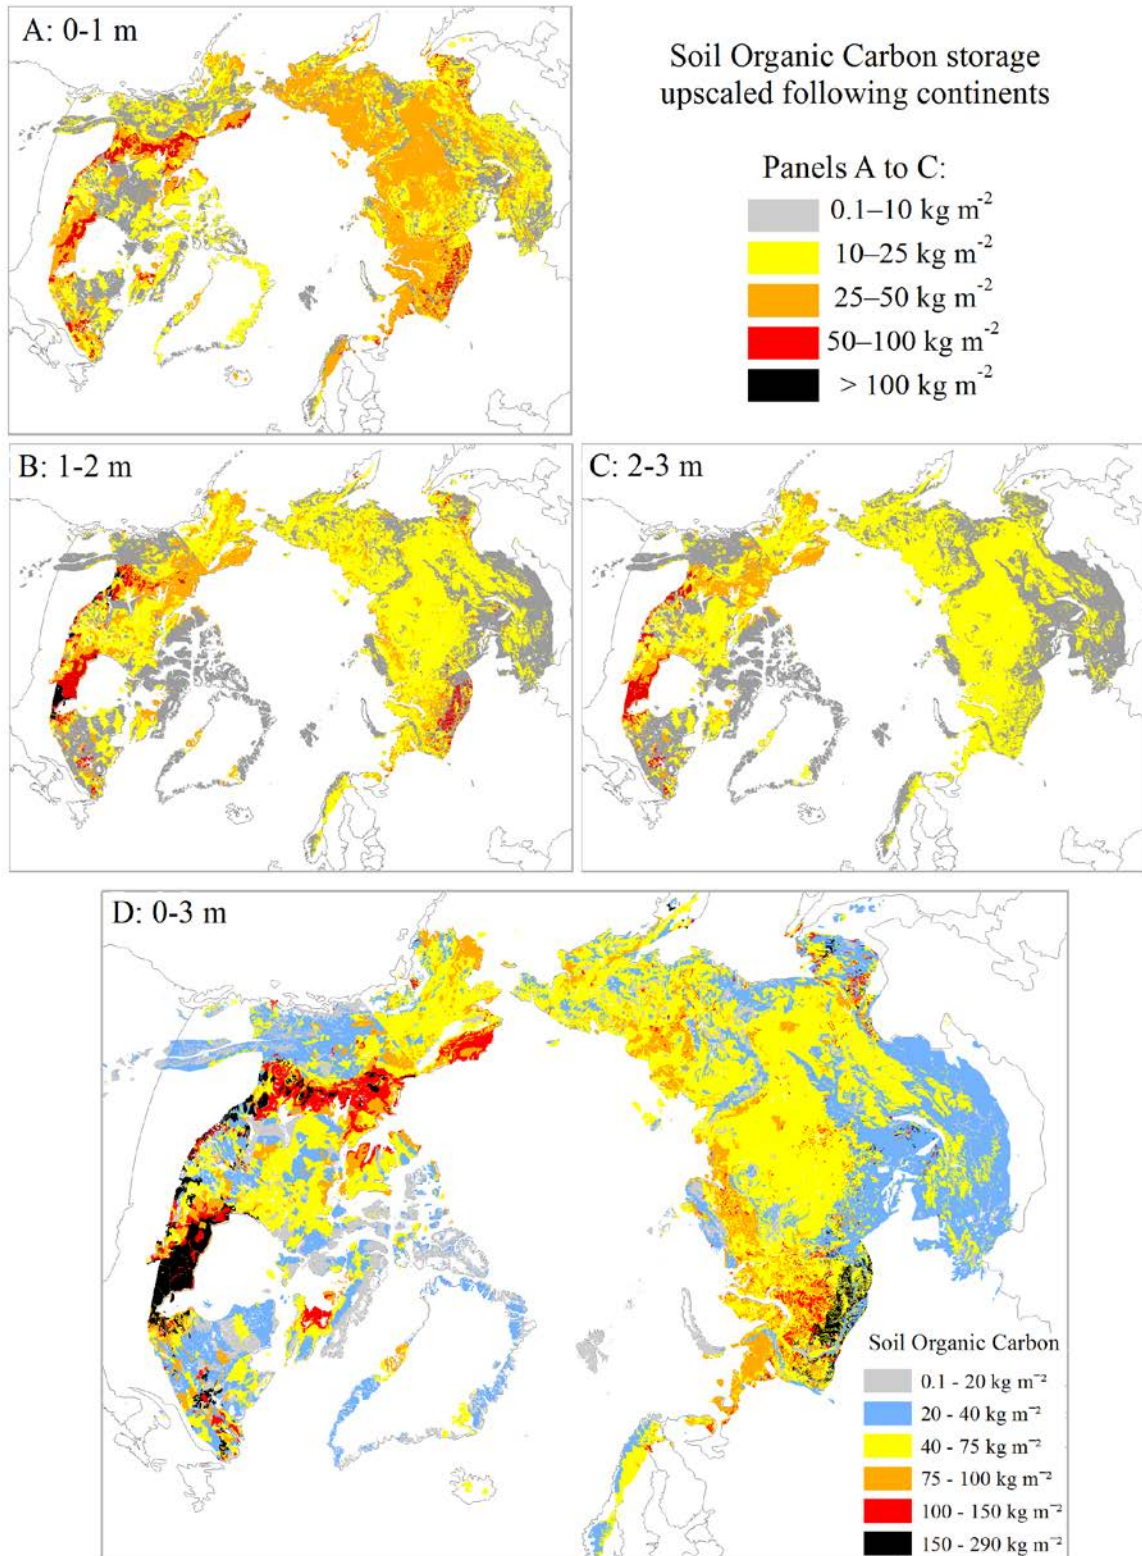 A: 0-1 m
Soil Organic Carbon storage
upscaled following continents
Panels A to C:
0.1–10 kg m⁻²
10–25 kg m⁻²
25–50 kg m⁻²
50–100 kg m⁻²
> 100 kg m⁻²
B: 1-2 m
C: 2-3 m
D: 0-3 m
Soil Organic Carbon
0.1 - 20 kg m⁻²
20 - 40 kg m⁻²
40 - 75 kg m⁻²
75 - 100 kg m⁻²
100 - 150 kg m⁻²
150 - 290 kg m⁻²